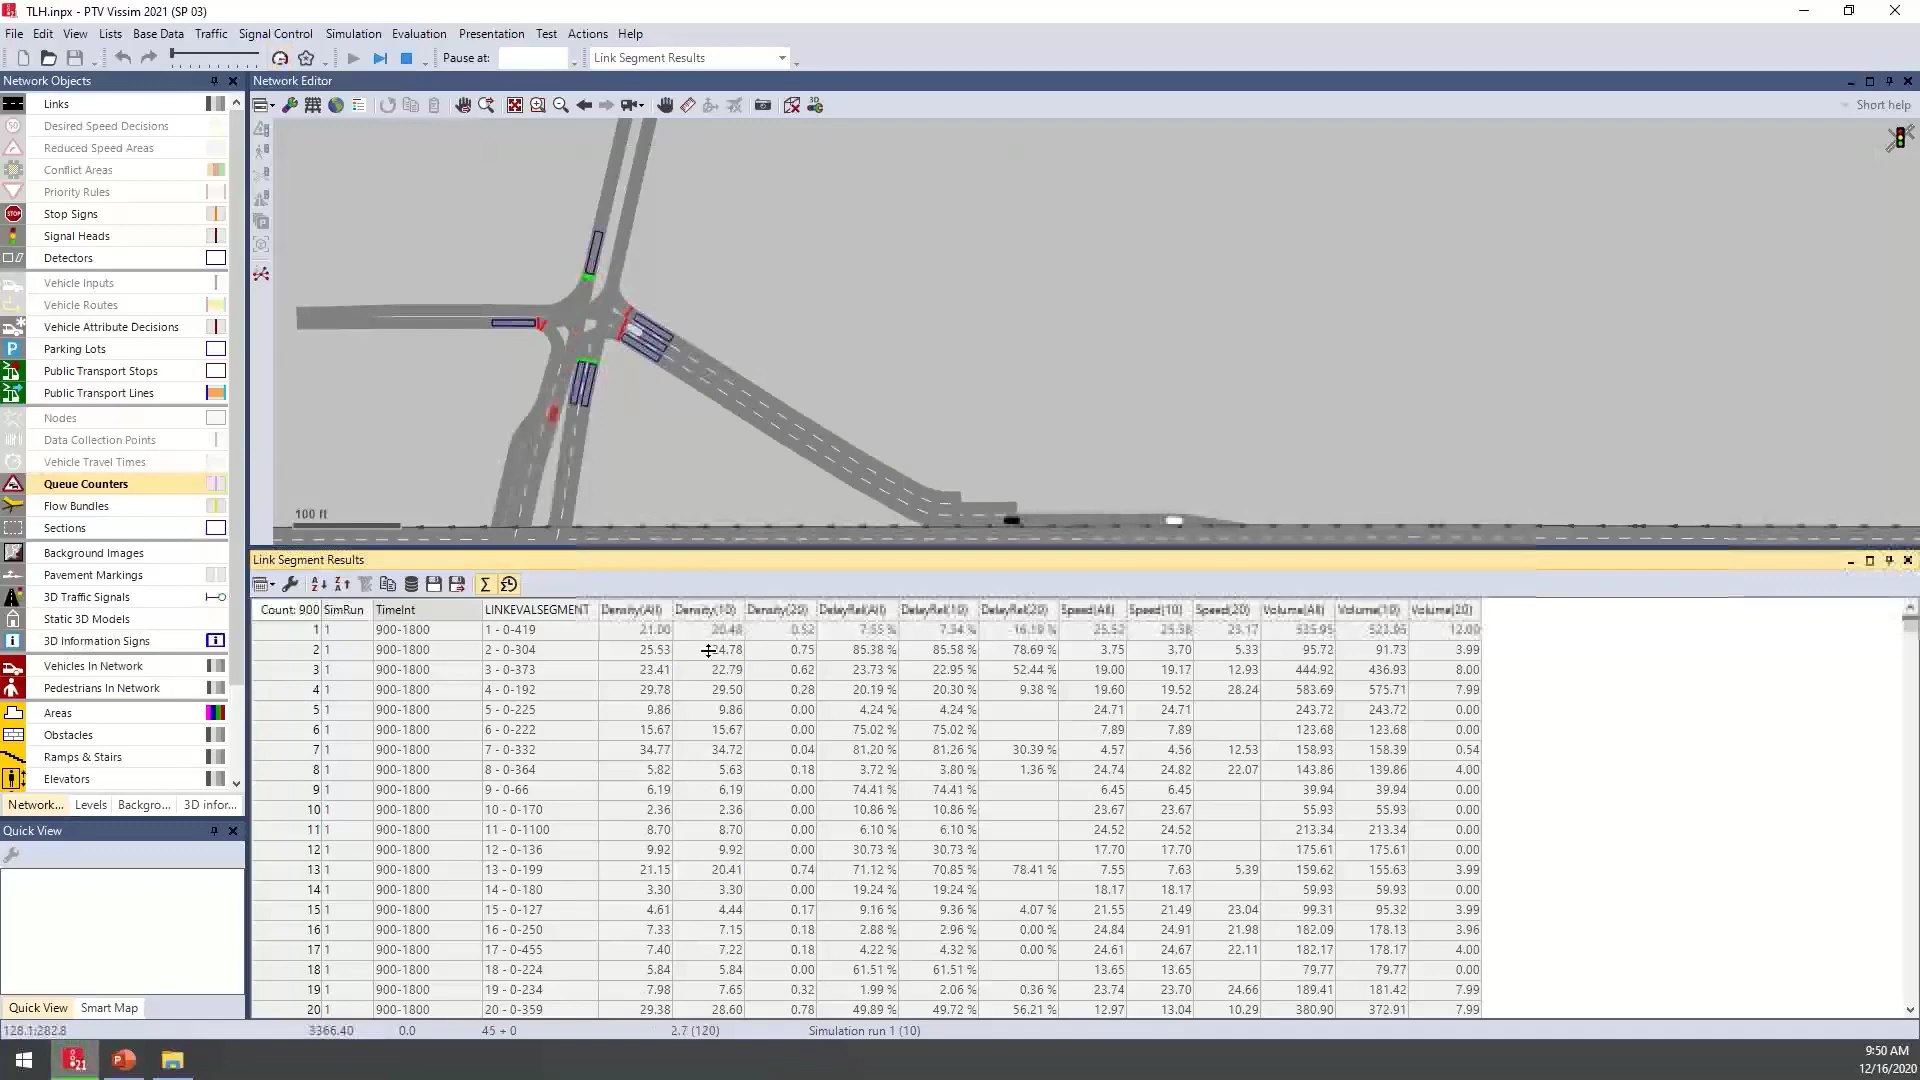 TLH.inpx - PTV Vissim 2021 (SP 03)
File Edit View Lists Base Data Traffic Signal Control Simulation Evaluation Presentation Test Actions Help
Pause at: Link Segment Results
Network Objects
Network Editor
Short help
Links
Desired Speed Decisions
Reduced Speed Areas
Conflict Areas
Priority Rules
Stop Signs
Signal Heads
Detectors
Vehicle Inputs
Vehicle Routes
Vehicle Attribute Decisions
Parking Lots
Public Transport Stops
Public Transport Lines
Nodes
Data Collection Points
Vehicle Travel Times
Queue Counters
Flow Bundles
Sections
Background Images
Pavement Markings
3D Traffic Signals
Static 3D Models
3D Information Signs
Vehicles In Network
Pedestrians In Network
Areas
Obstacles
Ramps & Stairs
Elevators
Network... Levels Backgro... 3D infor...
Quick View
Quick View Smart Map
100 ft
Link Segment Results
Count: 900 SimRun TimeInt LINKEVALSEGMENT Density(All) Density(10) Density(20) DelayRel(All) DelayRel(10) DelayRel(20) Speed(All) Speed(10) Speed(20) Volume(All) Volume(10) Volume(20)
1 1 900-1800 1 - 0-419 21.00 20.48 0.52 7.55 % 7.34 % 16.19 % 25.52 25.58 23.17 535.95 523.95 12.00
2 1 900-1800 2 - 0-304 25.53 24.78 0.75 85.38 % 85.58 % 78.69 % 3.75 3.70 5.33 95.72 91.73 3.99
3 1 900-1800 3 - 0-373 23.41 22.79 0.62 23.73 % 22.95 % 52.44 % 19.00 19.17 12.93 444.92 436.93 8.00
4 1 900-1800 4 - 0-192 29.78 29.50 0.28 20.19 % 20.30 % 9.38 % 19.60 19.52 28.24 583.69 575.71 7.99
5 1 900-1800 5 - 0-225 9.86 9.86 0.00 4.24 % 4.24 % 24.71 24.71 243.72 243.72 0.00
6 1 900-1800 6 - 0-222 15.67 15.67 0.00 75.02 % 75.02 % 7.89 7.89 123.68 123.68 0.00
7 1 900-1800 7 - 0-332 34.77 34.72 0.04 81.20 % 81.26 % 30.39 % 4.57 4.56 12.53 158.93 158.39 0.54
8 1 900-1800 8 - 0-364 5.82 5.63 0.18 3.72 % 3.80 % 1.36 % 24.74 24.82 22.07 143.86 139.86 4.00
9 1 900-1800 9 - 0-66 6.19 6.19 0.00 74.41 % 74.41 % 6.45 6.45 39.94 39.94 0.00
10 1 900-1800 10 - 0-170 2.36 2.36 0.00 10.86 % 10.86 % 23.67 23.67 55.93 55.93 0.00
11 1 900-1800 11 - 0-1100 8.70 8.70 0.00 6.10 % 6.10 % 24.52 24.52 213.34 213.34 0.00
12 1 900-1800 12 - 0-136 9.92 9.92 0.00 30.73 % 30.73 % 17.70 17.70 175.61 175.61 0.00
13 1 900-1800 13 - 0-199 21.15 20.41 0.74 71.12 % 70.85 % 78.41 % 7.55 7.63 5.39 159.62 155.63 3.99
14 1 900-1800 14 - 0-180 3.30 3.30 0.00 19.24 % 19.24 % 18.17 18.17 59.93 59.93 0.00
15 1 900-1800 15 - 0-127 4.61 4.44 0.17 9.16 % 9.36 % 4.07 % 21.55 21.49 23.04 99.31 95.32 3.99
16 1 900-1800 16 - 0-250 7.33 7.15 0.18 2.88 % 2.96 % 0.00 % 24.84 24.91 21.98 182.09 178.13 3.96
17 1 900-1800 17 - 0-455 7.40 7.22 0.18 4.22 % 4.32 % 0.00 % 24.61 24.67 22.11 182.17 178.17 4.00
18 1 900-1800 18 - 0-224 5.84 5.84 0.00 61.51 % 61.51 % 13.65 13.65 79.77 79.77 0.00
19 1 900-1800 19 - 0-234 7.98 7.65 0.32 1.99 % 2.06 % 0.36 % 23.74 23.70 24.66 189.41 181.42 7.99
20 1 900-1800 20 - 0-359 29.38 28.60 0.78 49.89 % 49.72 % 56.21 % 12.97 13.04 10.29 380.90 372.91 7.99
128.1:282.8 3366.40 0.0 45 + 0 2.7 (120) Simulation run 1 (10)
9:50 AM
12/16/2020